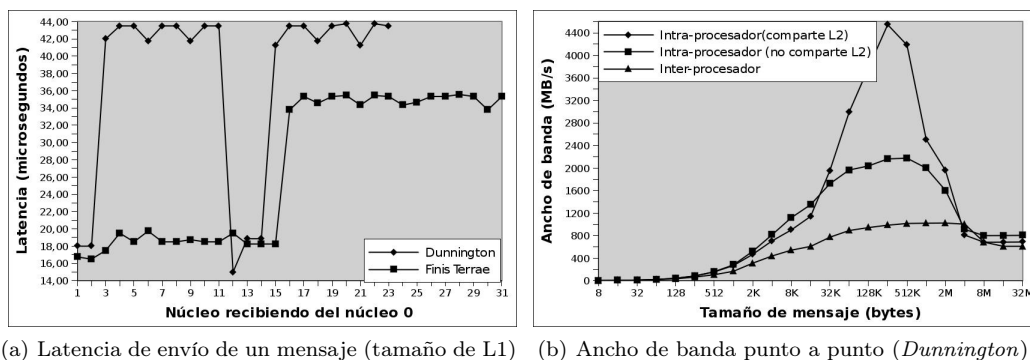 44,00
42,00
40,00
38,00
36,00
34,00
32,00
30,00
28,00
26,00
24,00
22,00
20,00
18,00
16,00
14,00
Latencia (microsegundos)
1 3 5 7 9 11 13 15 17 19 21 23 25 27 29 31
Núcleo recibiendo del núcleo 0
Dunnington
Finis Terrae
(a) Latencia de envío de un mensaje (tamaño de L1)
4400
4000
3600
3200
2800
2400
2000
1600
1200
800
400
0
Ancho de banda (MB/s)
8 32 128 512 2K 8K 32K 128K 512K 2M 8M 32M
Tamaño de mensaje (bytes)
Intra-procesador(comparte L2)
Intra-procesador (no comparte L2)
Inter-procesador
(b) Ancho de banda punto a punto (Dunnington)